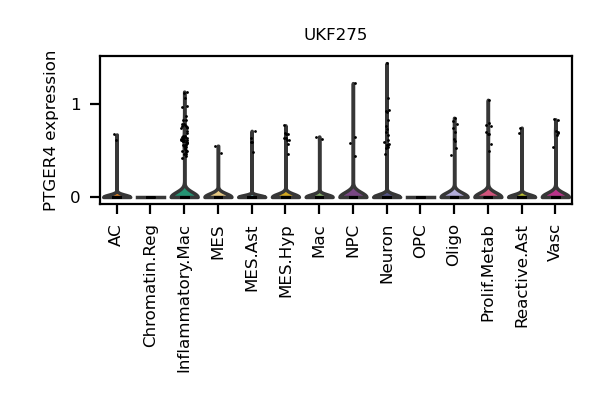 UKF275
PTGER4 expression
1
0
AC
Chromatin.Reg
Inflammatory.Mac
MES
MES.Ast
MES.Hyp
Mac
NPC
Neuron
OPC
Oligo
Prolif.Metab
Reactive.Ast
Vasc